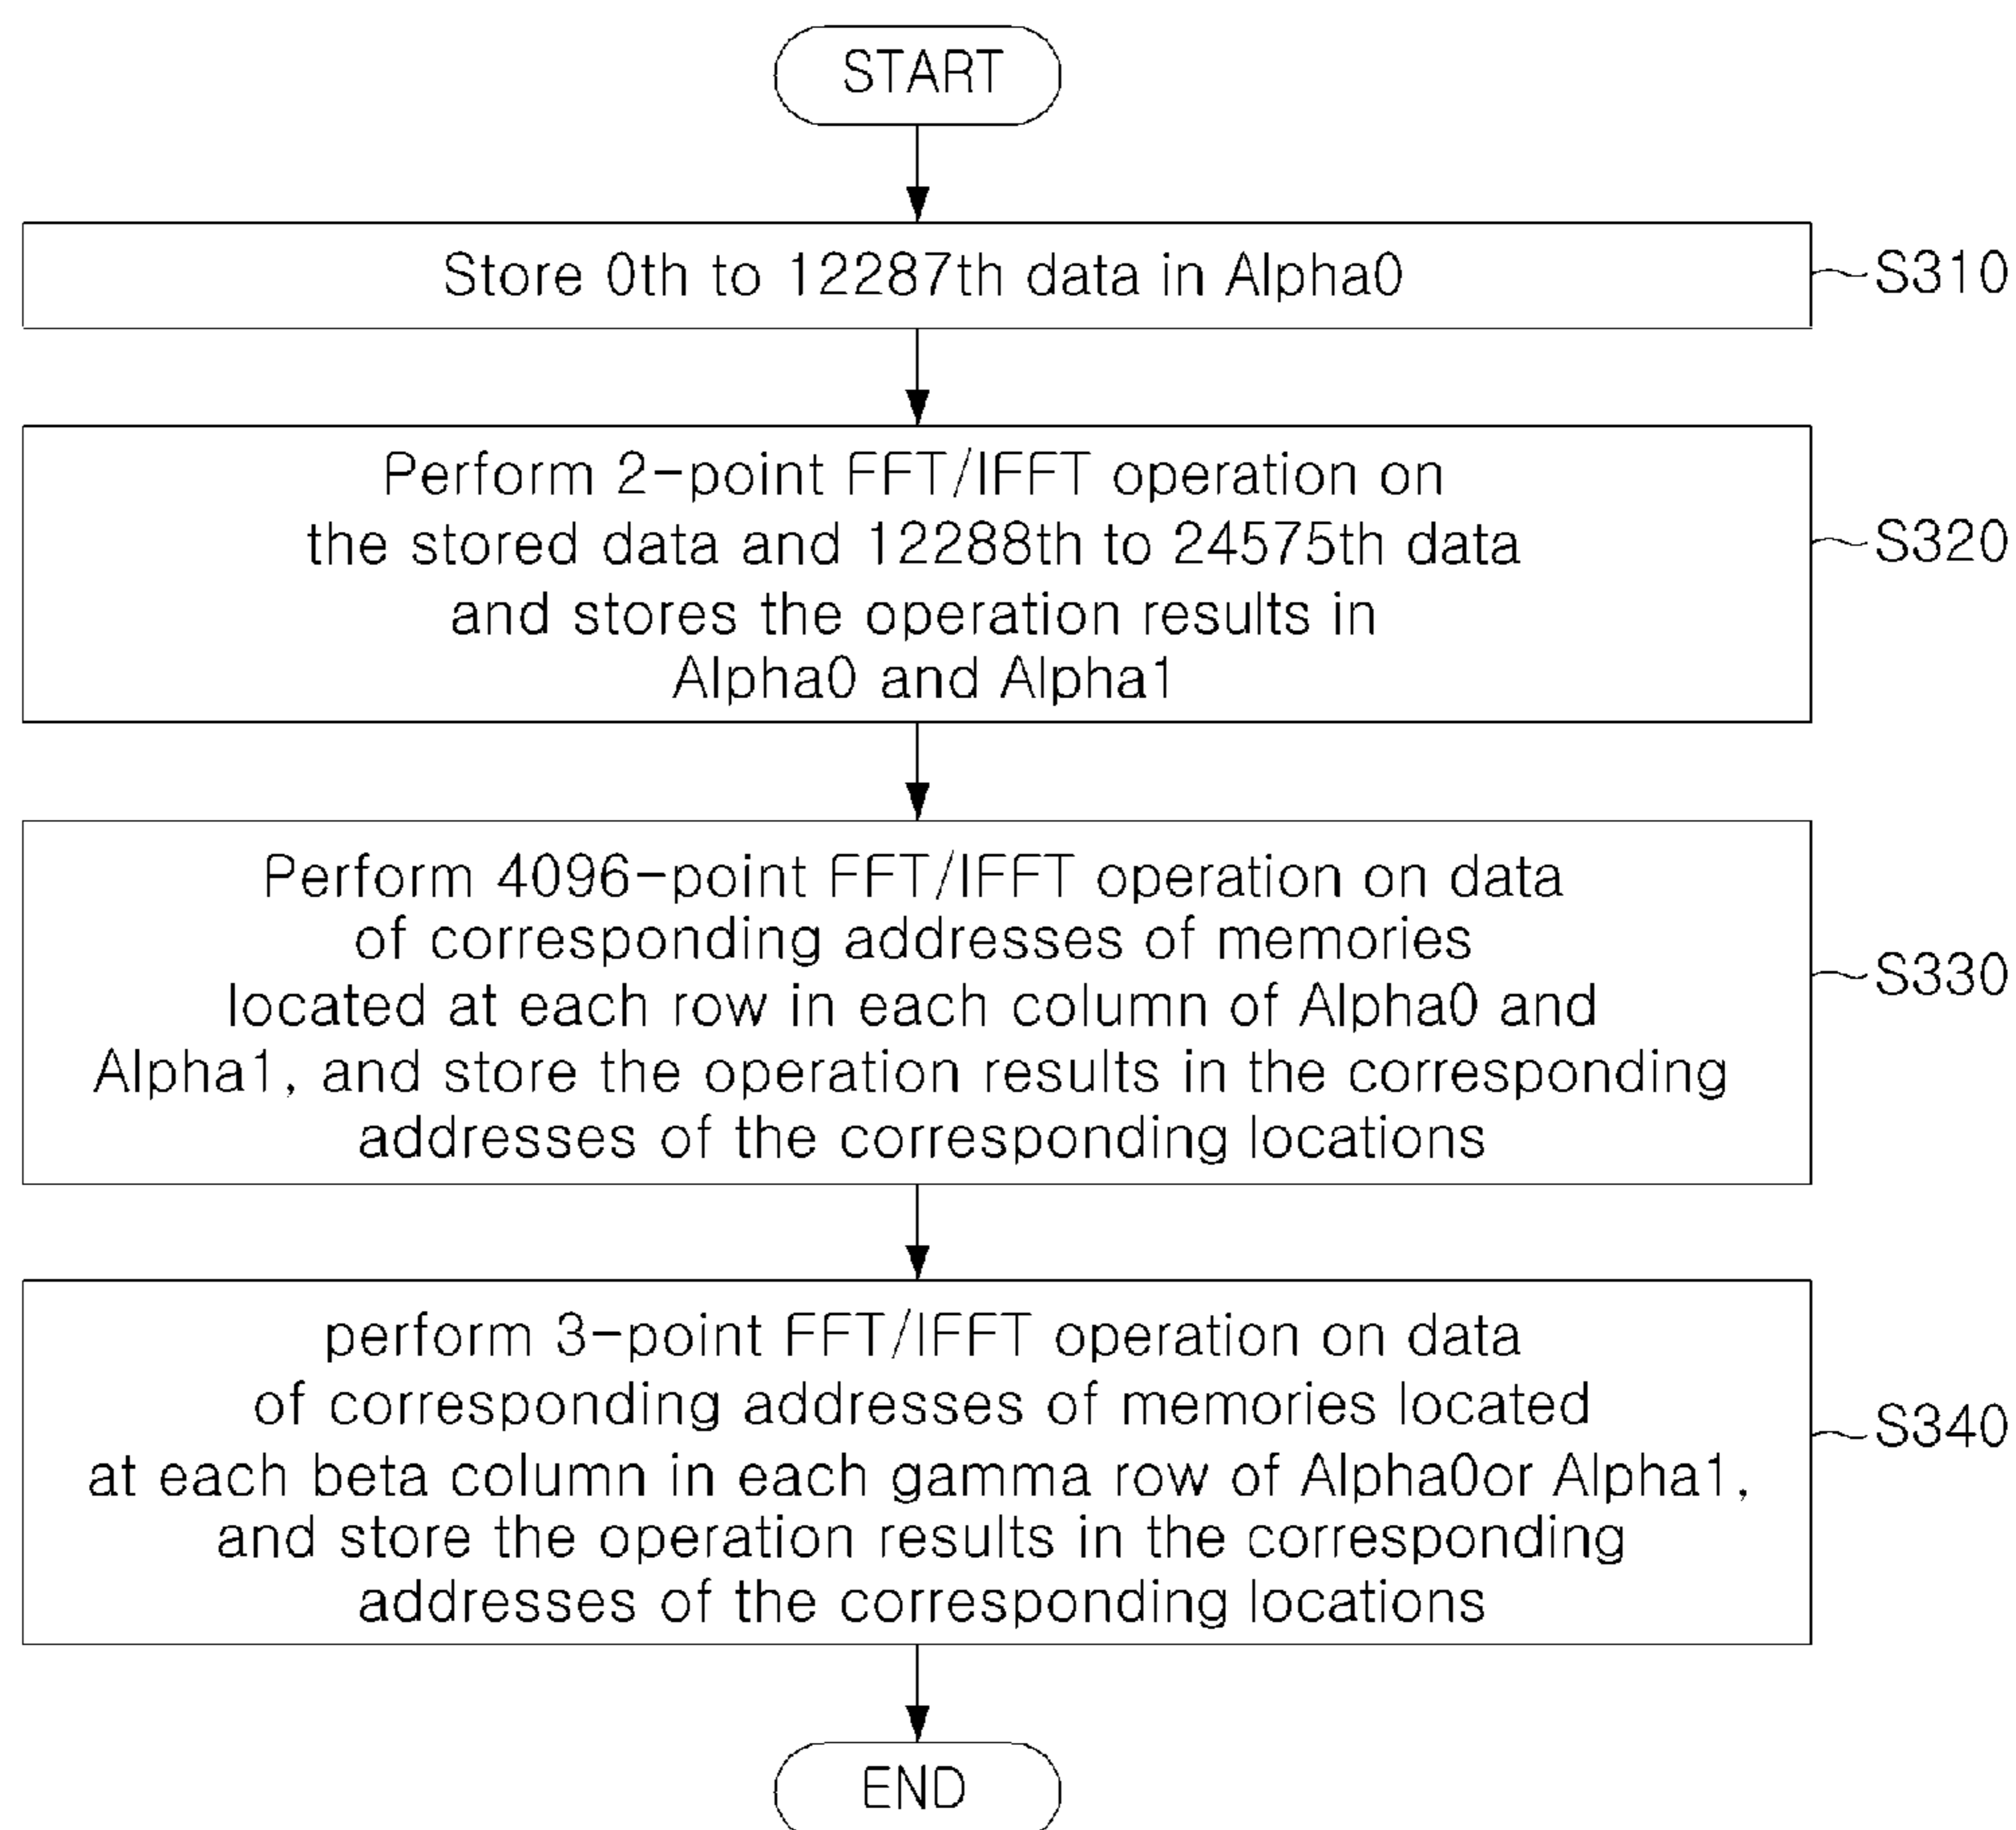 START
Store 0th to 12287th data in Alpha0
S310
Perform 2-point FFT/IFFT operation on
the stored data and 12288th to 24575th data
and stores the operation results in
Alpha0 and Alpha1
S320
Perform 4096-point FFT/IFFT operation on data
of corresponding addresses of memories
located at each row in each column of Alpha0 and
Alpha1, and store the operation results in the corresponding
addresses of the corresponding locations
S330
perform 3-point FFT/IFFT operation on data
of corresponding addresses of memories located
at each beta column in each gamma row of Alpha0or Alpha1,
and store the operation results in the corresponding
addresses of the corresponding locations
S340
END